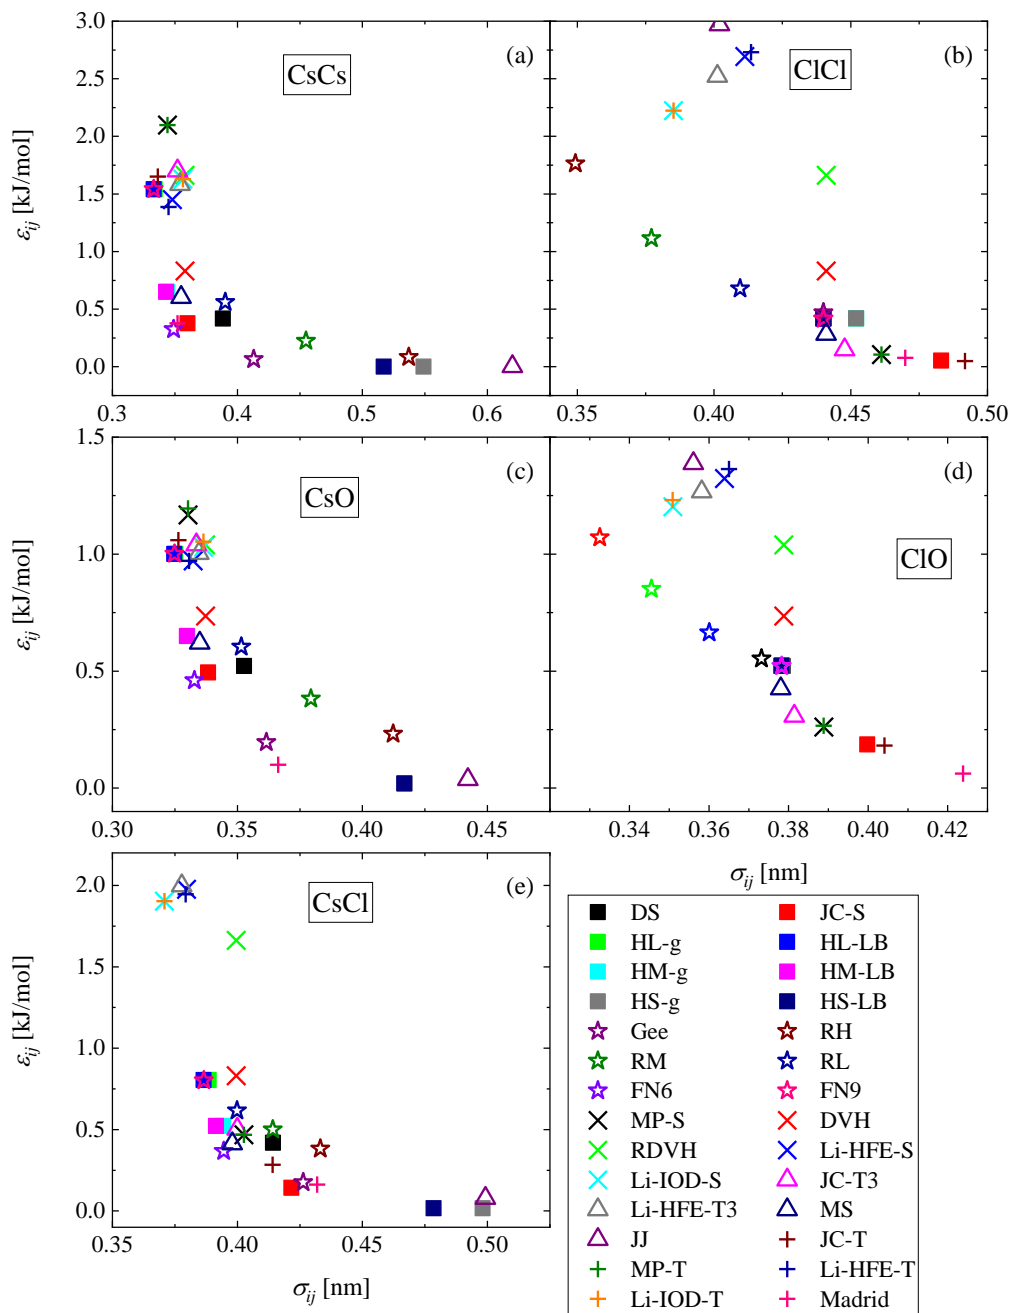 3.0
2.5
2.0
1.5
1.0
0.5
0.0
ε_ij [kJ/mol]
CsCs
(a)
0.3 0.4 0.5 0.6
ClCl
(b)
0.35 0.40 0.45 0.50
1.5
1.0
0.5
0.0
ε_ij [kJ/mol]
CsO
(c)
0.30 0.35 0.40 0.45
ClO
(d)
0.34 0.36 0.38 0.40 0.42
σ_ij [nm]
2.0
1.5
1.0
0.5
0.0
ε_ij [kJ/mol]
CsCl
(e)
0.35 0.40 0.45 0.50
σ_ij [nm]
DS JC-S
HL-g HL-LB
HM-g HM-LB
HS-g HS-LB
Gee RH
RM RL
FN6 FN9
MP-S DVH
RDVH Li-HFE-S
Li-IOD-S JC-T3
Li-HFE-T3 MS
JJ JC-T
MP-T Li-HFE-T
Li-IOD-T Madrid